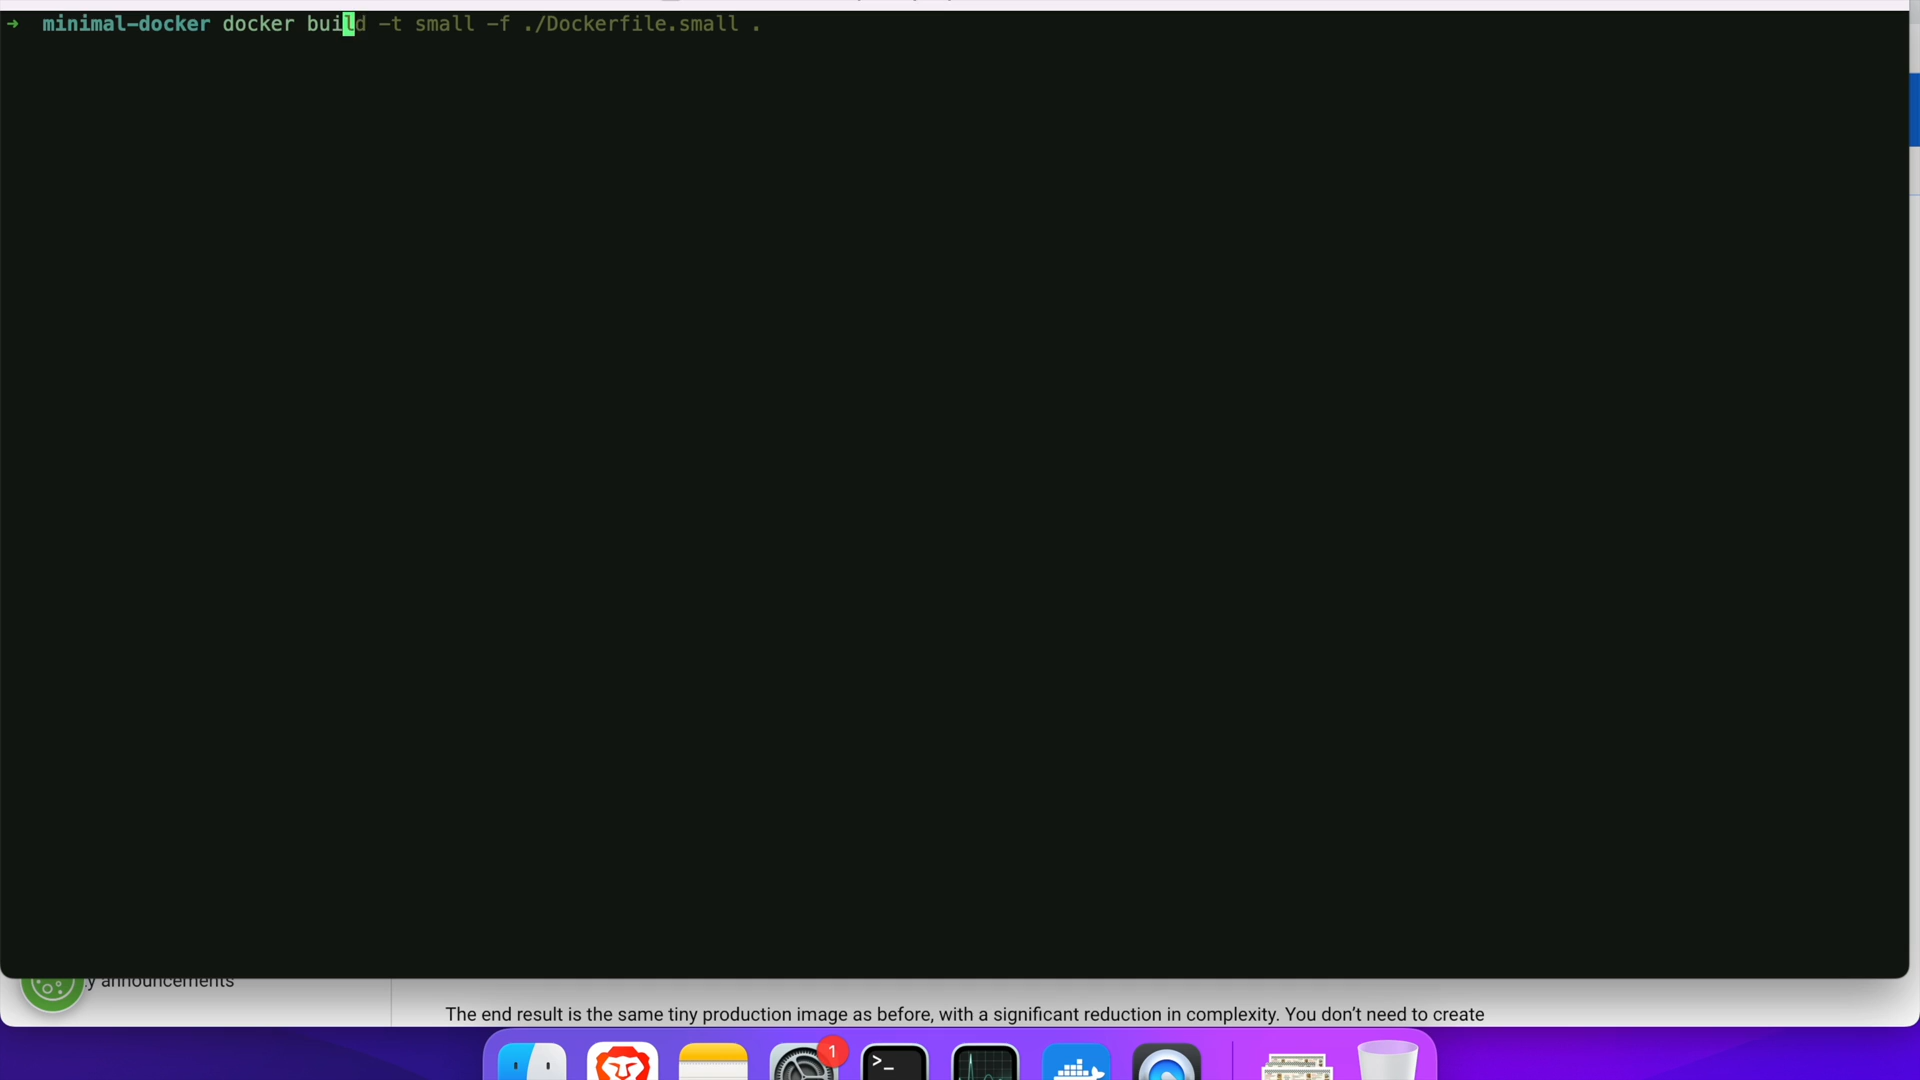 ➜ minimal-docker docker build -t small -f ./Dockerfile.small .
y announcements
The end result is the same tiny production image as before, with a significant reduction in complexity. You don’t need to create
1
>_